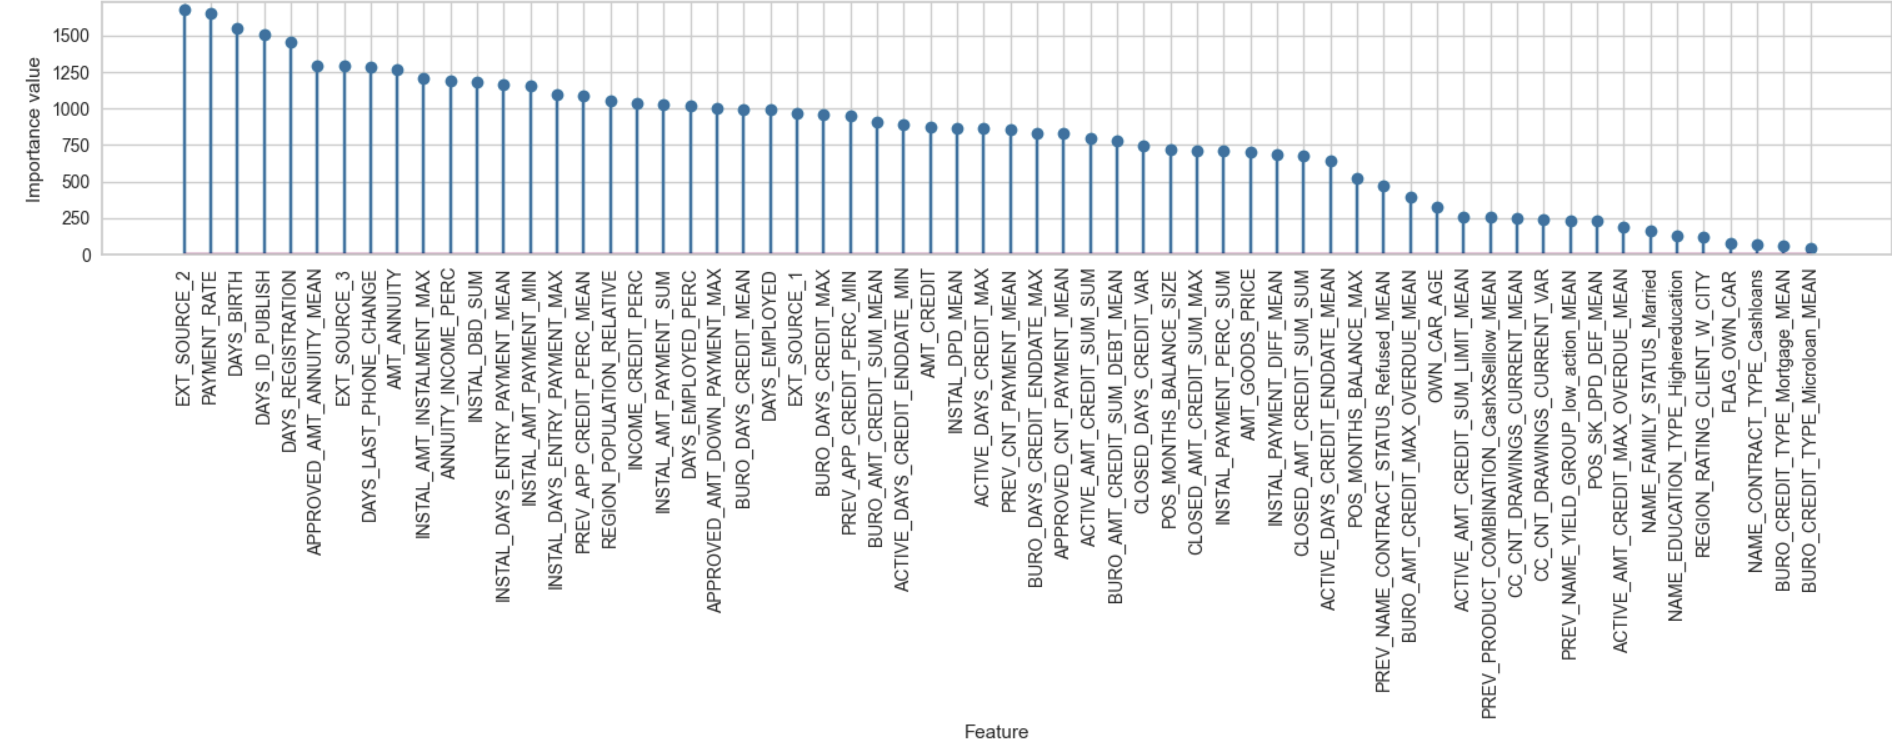 Importance value
1500
1250
1000
750
500
250
0
EXT_SOURCE_2
PAYMENT_RATE
DAYS_BIRTH
DAYS_ID_PUBLISH
DAYS_REGISTRATION
APPROVED_AMT_ANNUITY_MEAN
EXT_SOURCE_3
DAYS_LAST_PHONE_CHANGE
AMT_ANNUITY
INSTAL_AMT_INSTALMENT_MAX
ANNUITY_INCOME_PERC
INSTAL_DBD_SUM
INSTAL_DAYS_ENTRY_PAYMENT_MEAN
INSTAL_AMT_PAYMENT_MIN
INSTAL_DAYS_ENTRY_PAYMENT_MAX
PREV_APP_CREDIT_PERC_MEAN
REGION_POPULATION_RELATIVE
INCOME_CREDIT_PERC
INSTAL_AMT_PAYMENT_SUM
DAYS_EMPLOYED_PERC
APPROVED_AMT_DOWN_PAYMENT_MAX
BURO_DAYS_CREDIT_MEAN
DAYS_EMPLOYED
EXT_SOURCE_1
BURO_DAYS_CREDIT_MAX
PREV_APP_CREDIT_PERC_MIN
BURO_AMT_CREDIT_SUM_MEAN
ACTIVE_DAYS_CREDIT_ENDDATE_MIN
AMT_CREDIT
INSTAL_DPD_MEAN
ACTIVE_DAYS_CREDIT_MAX
PREV_CNT_PAYMENT_MEAN
BURO_DAYS_CREDIT_ENDDATE_MAX
APPROVED_CNT_PAYMENT_MEAN
ACTIVE_AMT_CREDIT_SUM_SUM
BURO_AMT_CREDIT_SUM_DEBT_MEAN
CLOSED_DAYS_CREDIT_VAR
POS_MONTHS_BALANCE_SIZE
CLOSED_AMT_CREDIT_SUM_MAX
INSTAL_PAYMENT_PERC_SUM
AMT_GOODS_PRICE
INSTAL_PAYMENT_DIFF_MEAN
CLOSED_AMT_CREDIT_SUM_SUM
ACTIVE_DAYS_CREDIT_ENDDATE_MEAN
POS_MONTHS_BALANCE_MAX
PREV_NAME_CONTRACT_STATUS_Refused_MEAN
BURO_AMT_CREDIT_MAX_OVERDUE_MEAN
OWN_CAR_AGE
ACTIVE_AMT_CREDIT_SUM_LIMIT_MEAN
PREV_PRODUCT_COMBINATION_CashXSelllow_MEAN
CC_CNT_DRAWINGS_CURRENT_MEAN
CC_CNT_DRAWINGS_CURRENT_VAR
PREV_NAME_YIELD_GROUP_low_action_MEAN
POS_SK_DPD_DEF_MEAN
ACTIVE_AMT_CREDIT_MAX_OVERDUE_MEAN
NAME_FAMILY_STATUS_Married
NAME_EDUCATION_TYPE_Highereducation
REGION_RATING_CLIENT_W_CITY
FLAG_OWN_CAR
NAME_CONTRACT_TYPE_Cashloans
BURO_CREDIT_TYPE_Mortgage_MEAN
BURO_CREDIT_TYPE_Microloan_MEAN
Feature